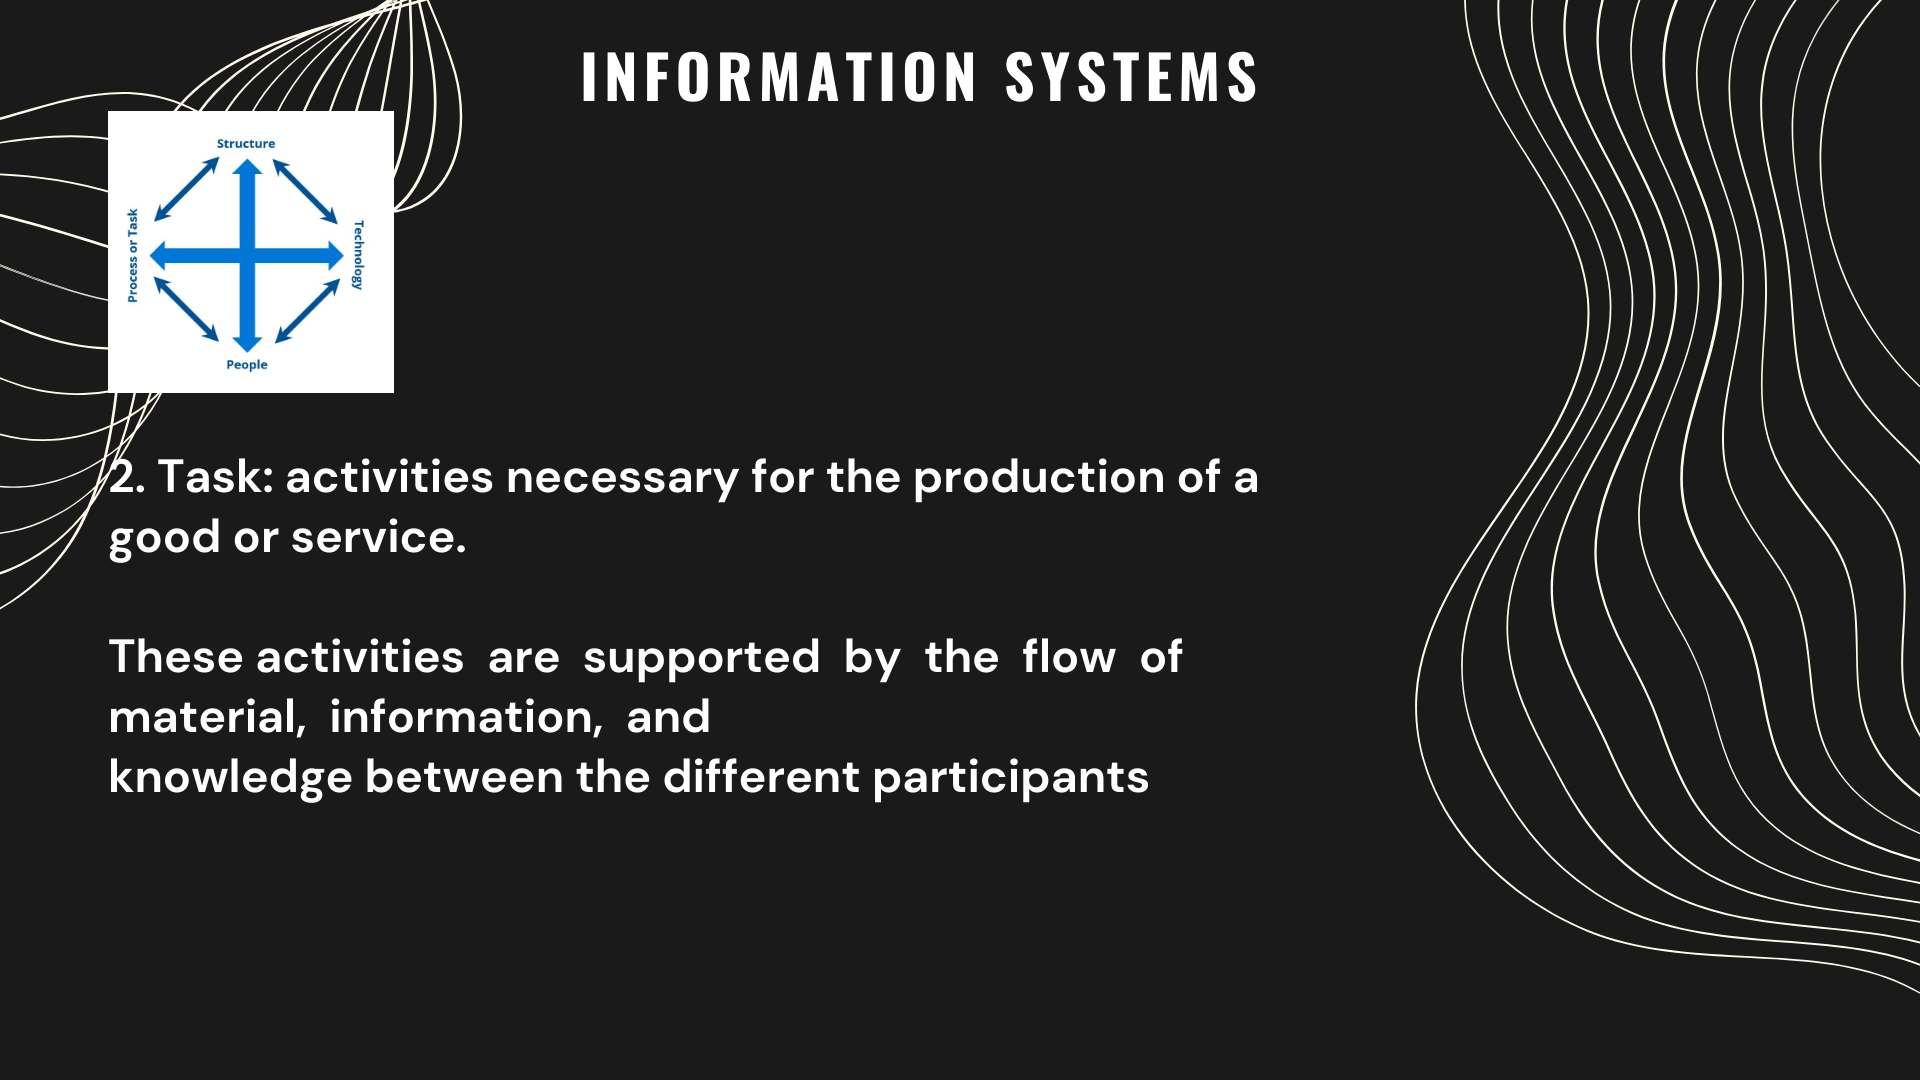 INFORMATION SYSTEMS
Structure
Process or Task
Technology
People
2. Task: activities necessary for the production of a
good or service.
These activities are supported by the flow of
material, information, and
knowledge between the different participants